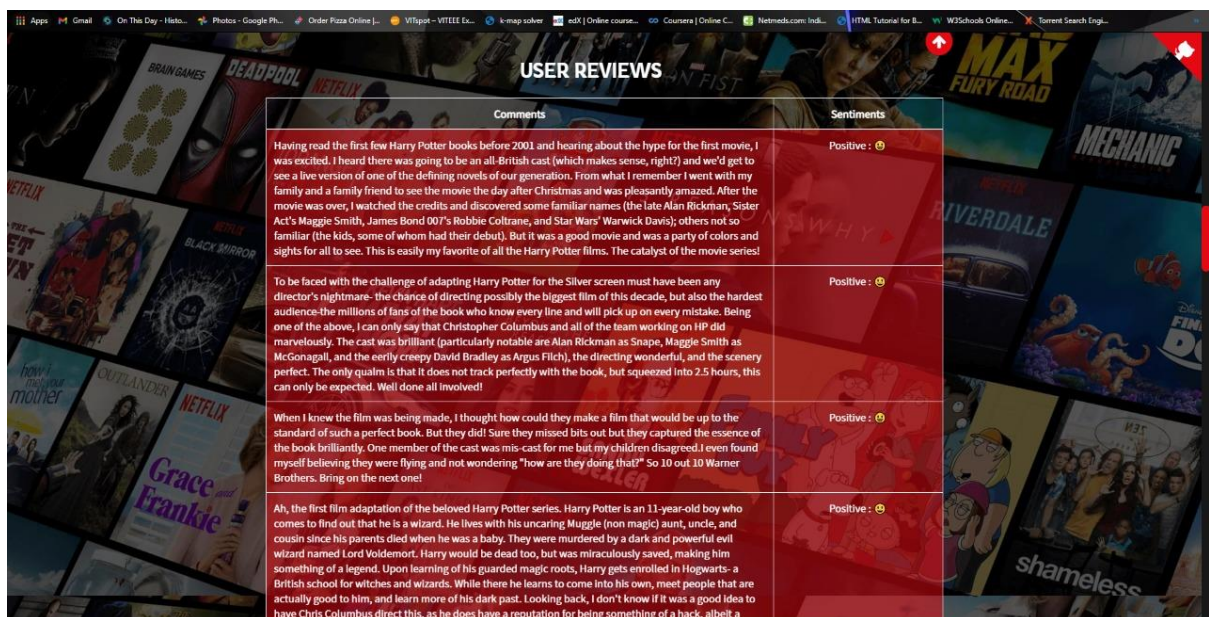 Apps Gmail On This Day - Histo... Photos - Google Ph... Order Pizza Online |... VITspot – VITEEE Ex... k-map solver edX | Online course... Coursera | Online C... Netmeds.com: Indi... HTML Tutorial for B... W3Schools Online... Torrent Search Engi...
USER REVIEWS
Comments Sentiments
Having read the first few Harry Potter books before 2001 and hearing about the hype for the first movie, I
was excited. I heard there was going to be an all-British cast (which makes sense, right?) and we'd get to
see a live version of one of the defining novels of our generation. From what I remember I went with my
family and a family friend to see the movie the day after Christmas and was pleasantly amazed. After the
movie was over, I watched the credits and discovered some familiar names (the late Alan Rickman, Sister
Act's Maggie Smith, James Bond 007's Robbie Coltrane, and Star Wars' Warwick Davis); others not so
familiar (the kids, some of whom had their debut). But it was a good movie and was a party of colors and
sights for all to see. This is easily my favorite of all the Harry Potter films. The catalyst of the movie series!
Positive : 😃
To be faced with the challenge of adapting Harry Potter for the Silver screen must have been any
director's nightmare- the chance of directing possibly the biggest film of this decade, but also the hardest
audience-the millions of fans of the book who know every line and will pick up on every mistake. Being
one of the above, I can only say that Christopher Columbus and all of the team working on HP did
marvelously. The cast was brilliant (particularly notable are Alan Rickman as Snape, Maggie Smith as
McGonagall, and the eerily creepy David Bradley as Argus Filch), the directing wonderful, and the scenery
perfect. The only qualm is that it does not track perfectly with the book, but squeezed into 2.5 hours, this
can only be expected. Well done all involved!
Positive : 😃
When I knew the film was being made, I thought how could they make a film that would be up to the
standard of such a perfect book. But they did! Sure they missed bits out but they captured the essence of
the book brilliantly. One member of the cast was mis-cast for me but my children disagreed.I even found
myself believing they were flying and not wondering "how are they doing that?" So 10 out 10 Warner
Brothers. Bring on the next one!
Positive : 😃
Ah, the first film adaptation of the beloved Harry Potter series. Harry Potter is an 11-year-old boy who
comes to find out that he is a wizard. He lives with his uncaring Muggle (non magic) aunt, uncle, and
cousin since his parents died when he was a baby. They were murdered by a dark and powerful evil
wizard named Lord Voldemort. Harry would be dead too, but was miraculously saved, making him
something of a legend. Upon learning of his guarded magic roots, Harry gets enrolled in Hogwarts- a
British school for witches and wizards. While there he learns to come into his own, meet people that are
actually good to him, and learn more of his dark past. Looking back, I don't know if it was a good idea to
have Chris Columbus direct this, as he does have a reputation for being something of a hack, albeit a
Positive : 😃
BRAIN GAMES
DEADPOOL
NETFLIX
N FIST
MAX
FURY ROAD
MECHANIC
NETFLIX
RIVERDALE
NETFLIX
BLACK MIRROR
THE
GET
S WHY
DISNEY
how i
met your
mother
OUTLANDER
NETFLIX
Grace and
Frankie
DEXTER
shameless